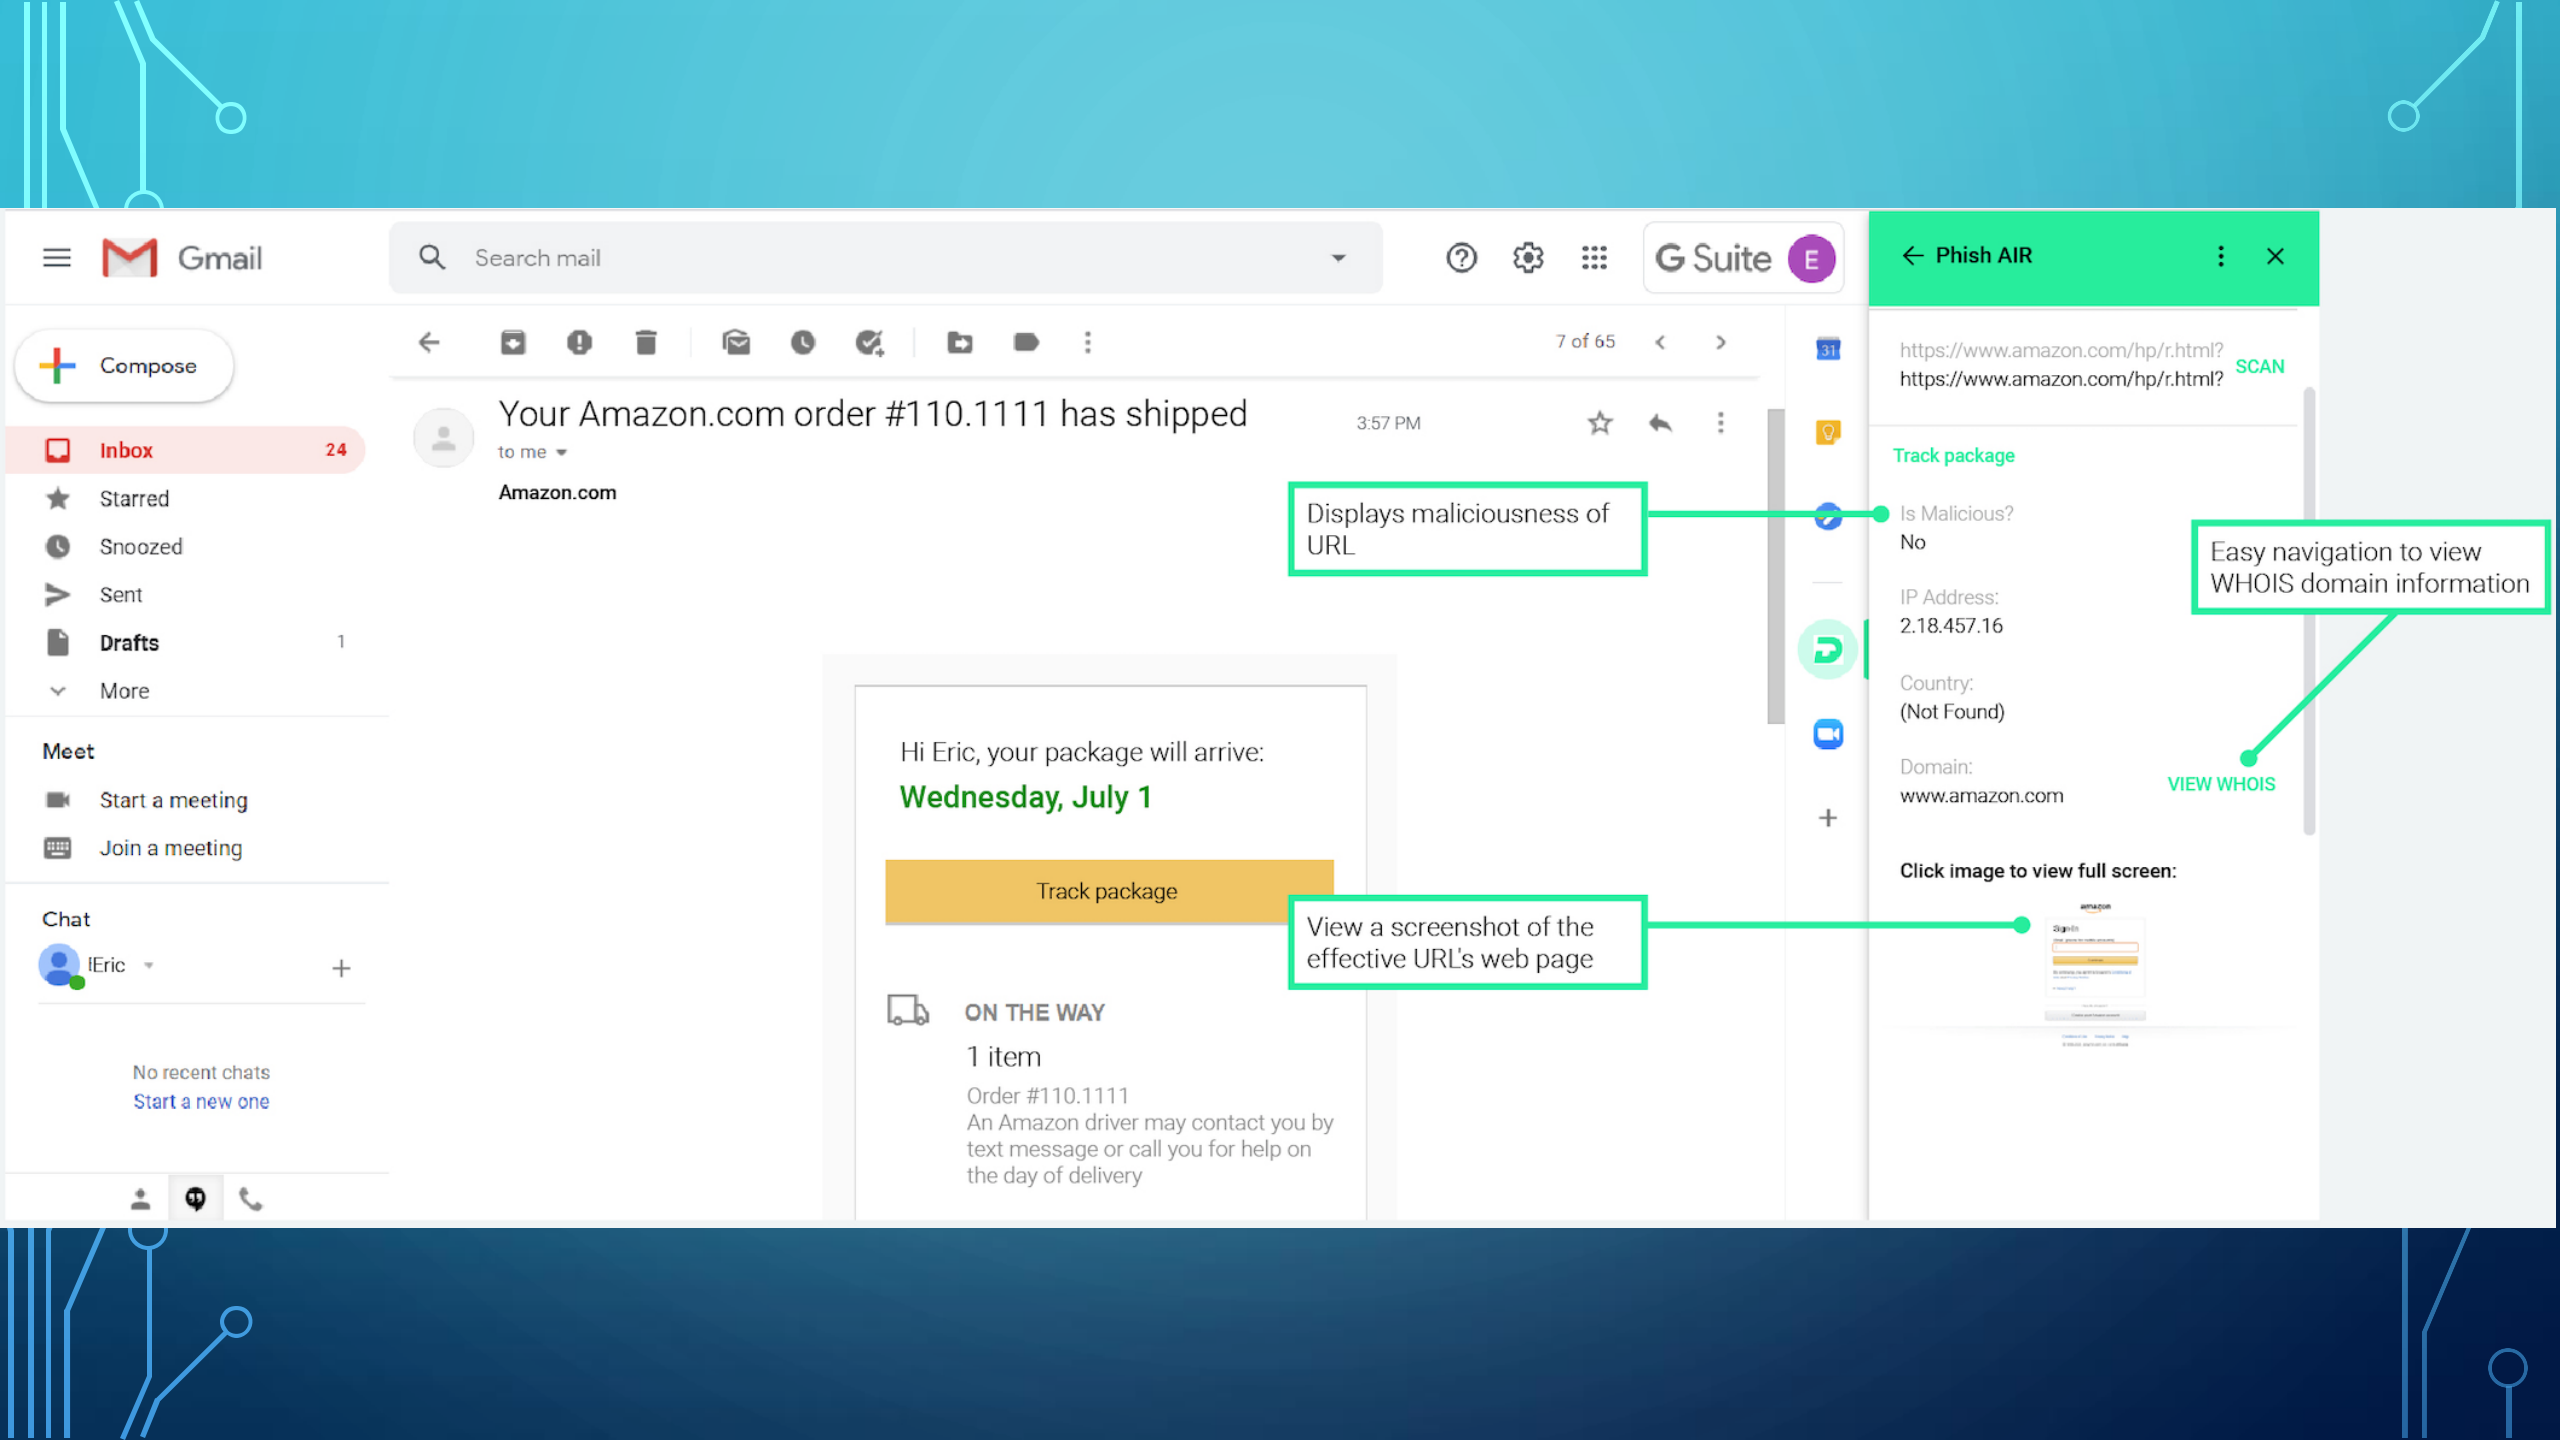 Gmail
Search mail
G Suite
E
Phish AIR
Compose
7 of 65
31
https://www.amazon.com/hp/r.html?
https://www.amazon.com/hp/r.html?
SCAN
Your Amazon.com order #110.1111 has shipped
3:57 PM
to me
Amazon.com
Inbox 24
Starred
Snoozed
Sent
Drafts 1
More
Meet
Start a meeting
Join a meeting
Chat
No recent chats
Start a new one
Displays maliciousness of
URL
Hi Eric, your package will arrive:
Wednesday, July 1
Track package
View a screenshot of the
effective URL's web page
ON THE WAY
1 item
Order #110.1111
An Amazon driver may contact you by
text message or call you for help on
the day of delivery
Track package
Is Malicious?
No
Easy navigation to view
WHOIS domain information
IP Address:
2.18.457.16
Country:
(Not Found)
Domain:
www.amazon.com
VIEW WHOIS
Click image to view full screen:
amazon